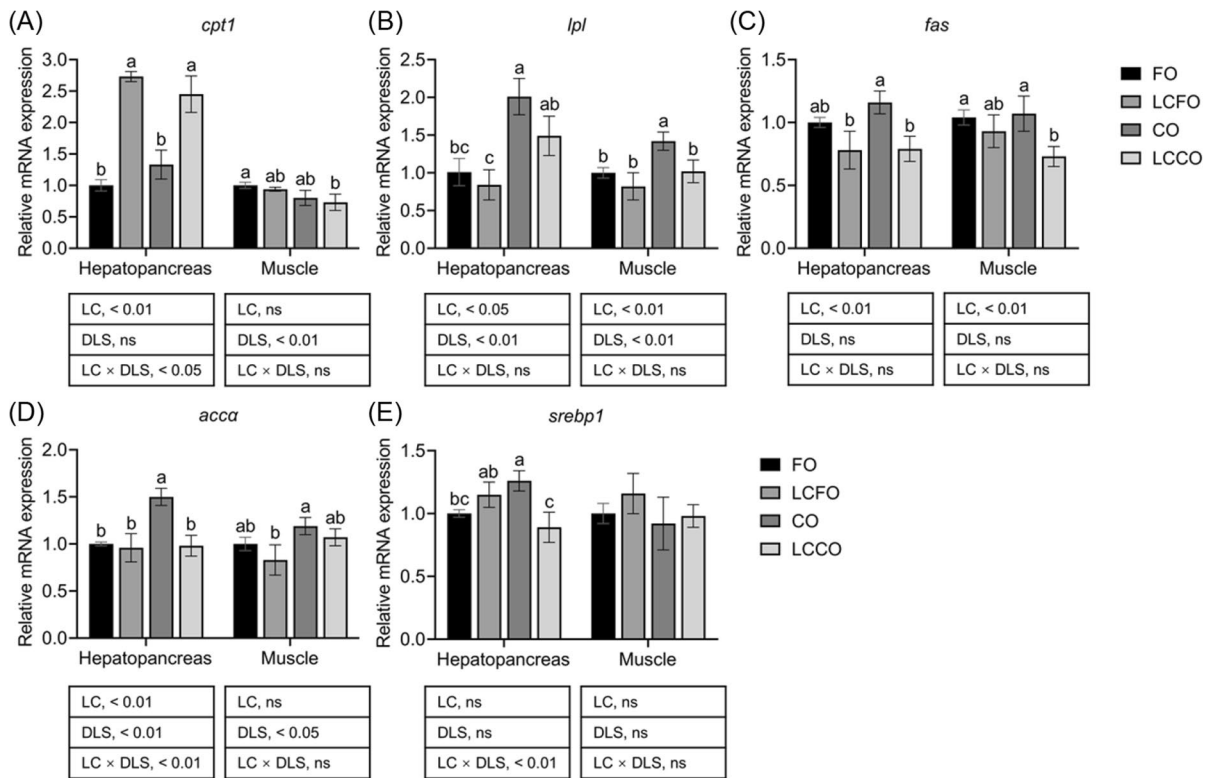 (A)
cpt1
Relative mRNA expression
3.0
2.5
2.0
1.5
1.0
0.5
0.0
b a b a
a ab ab b
Hepatopancreas Muscle
LC, < 0.01
DLS, ns
LC × DLS, < 0.05
LC, ns
DLS, < 0.01
LC × DLS, ns
(B)
lpl
Relative mRNA expression
2.5
2.0
1.5
1.0
0.5
0.0
bc c a ab
b b a b
Hepatopancreas Muscle
LC, < 0.05
DLS, < 0.01
LC × DLS, ns
LC, < 0.01
DLS, < 0.01
LC × DLS, ns
(C)
fas
Relative mRNA expression
1.5
1.0
0.5
0.0
ab b a b
a ab a b
Hepatopancreas Muscle
LC, < 0.01
DLS, ns
LC × DLS, ns
LC, < 0.01
DLS, ns
LC × DLS, ns
FO
LCFO
CO
LCCO
(D)
accα
Relative mRNA expression
2.0
1.5
1.0
0.5
0.0
b b a b
ab b a ab
Hepatopancreas Muscle
LC, < 0.01
DLS, < 0.01
LC × DLS, < 0.01
LC, ns
DLS, < 0.05
LC × DLS, ns
(E)
srebp1
Relative mRNA expression
1.5
1.0
0.5
0.0
bc ab a c
Hepatopancreas Muscle
LC, ns
DLS, ns
LC × DLS, < 0.01
LC, ns
DLS, ns
LC × DLS, ns
FO
LCFO
CO
LCCO